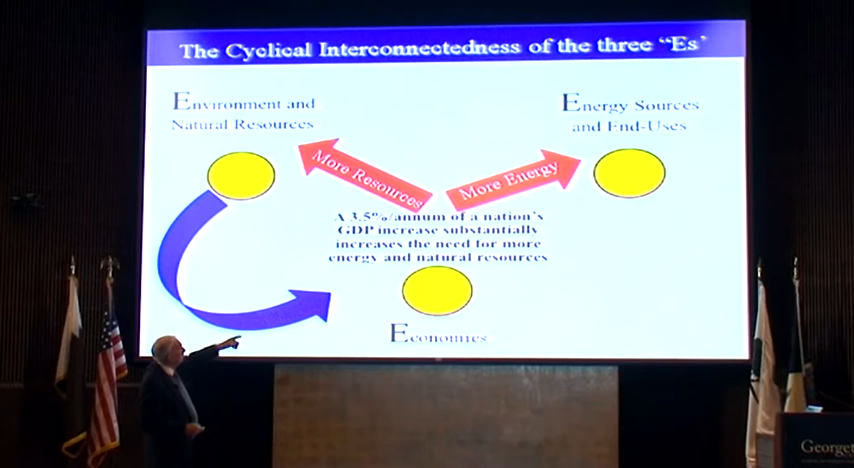 The Cyclical Interconnectedness of the three “Es’
Environment and
Natural Resources
Energy Sources
and End-Uses
More Resources
More Energy
A 3.5%/annum of a nation’s
GDP increase substantially
increases the need for more
energy and natural resources
Economies
Georget